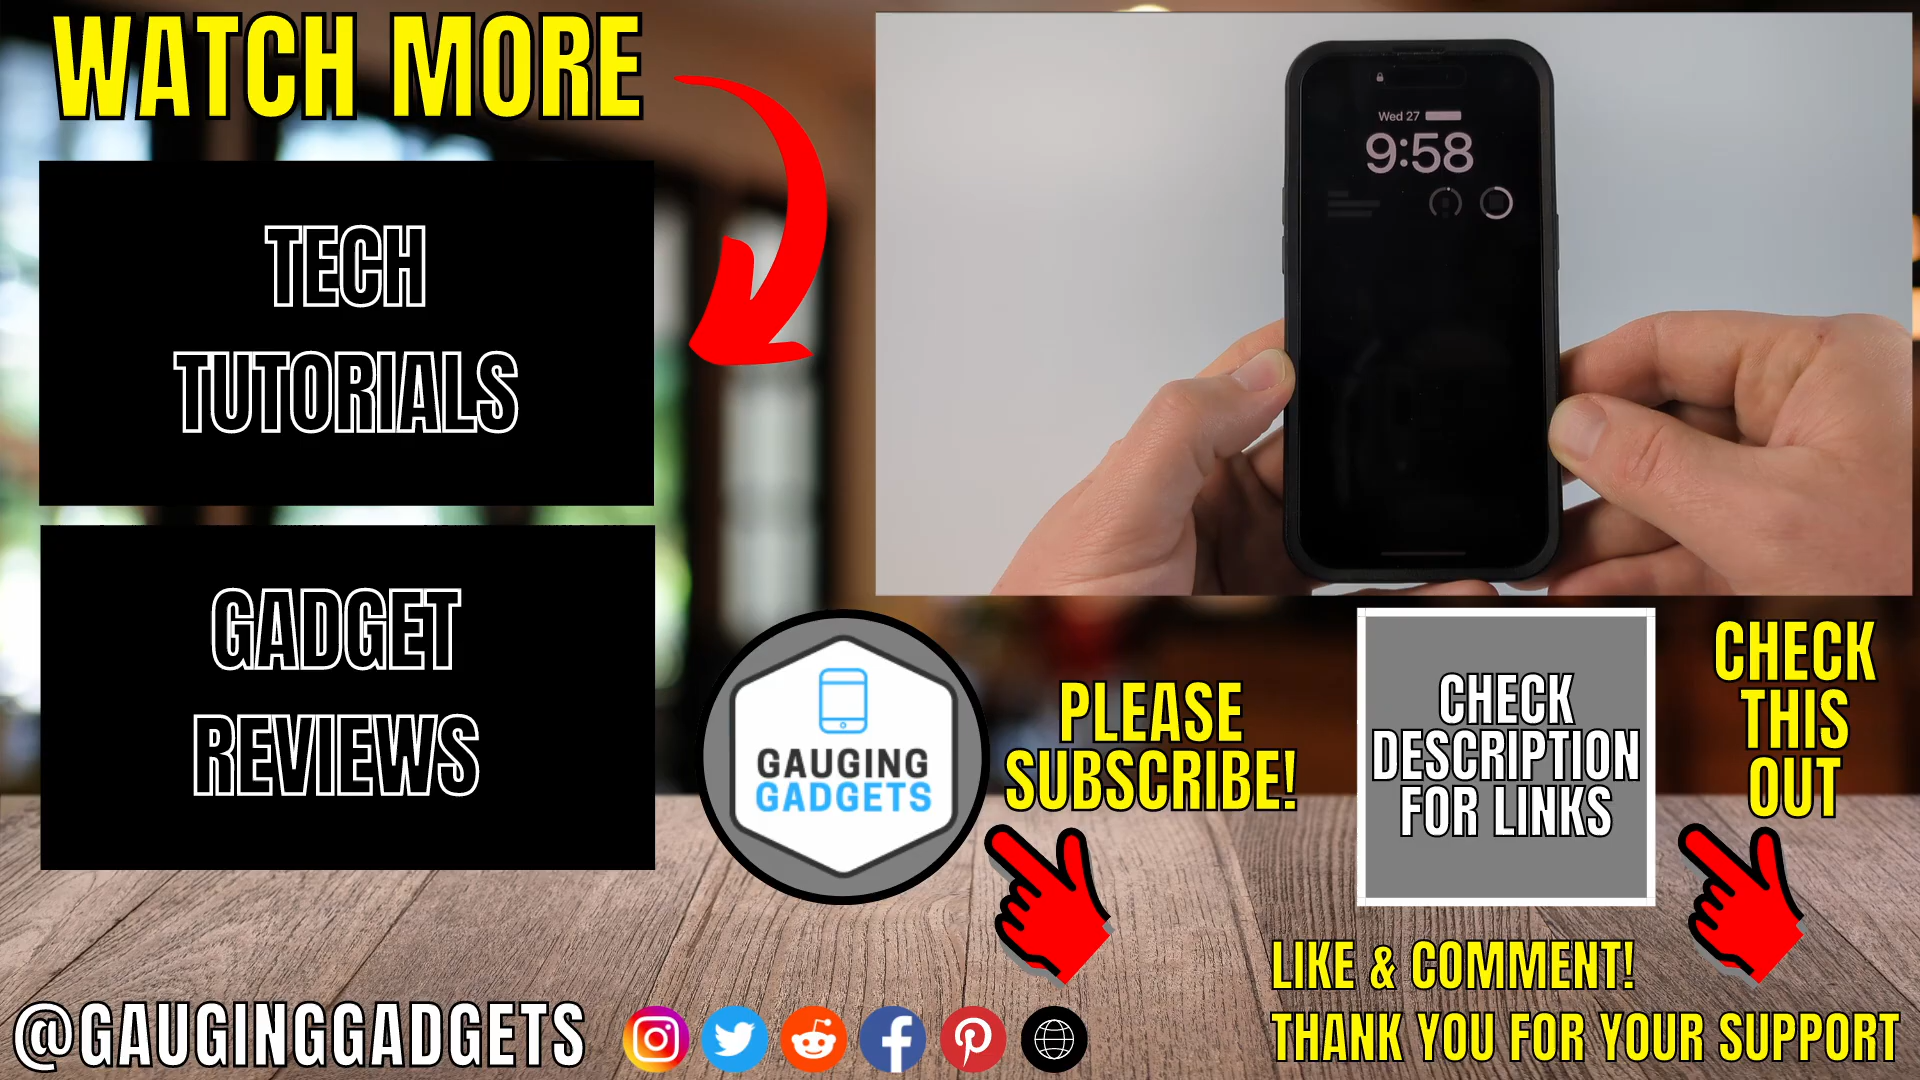 WATCH MORE
TECH
TUTORIALS
GADGET
REVIEWS
Wed 27
9:58
GAUGING
GADGETS
PLEASE
SUBSCRIBE!
CHECK
DESCRIPTION
FOR LINKS
CHECK
THIS
OUT
LIKE & COMMENT!
THANK YOU FOR YOUR SUPPORT
@GAUGINGGADGETS